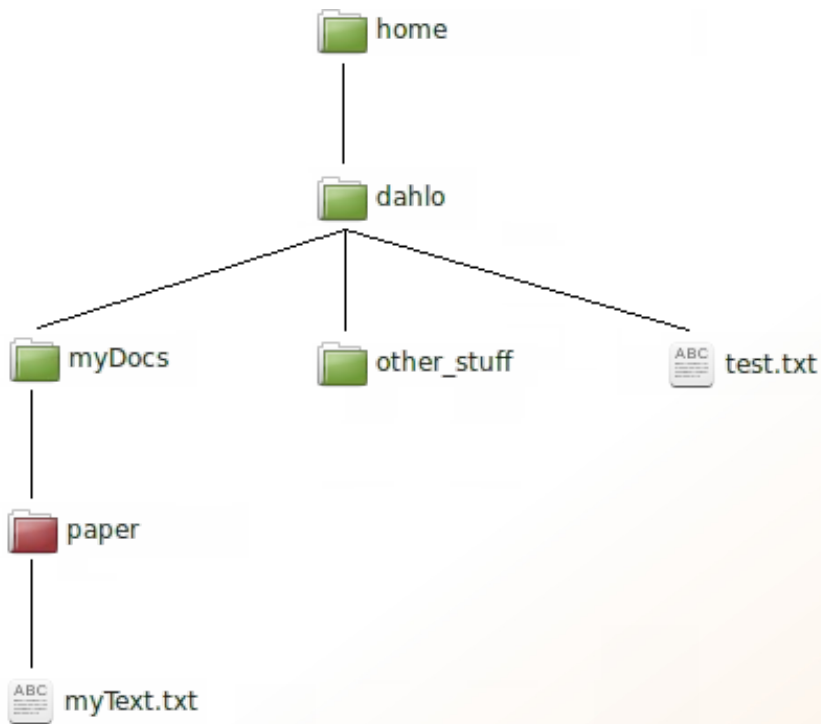 home
dahlo
myDocs
other_stuff
ABC
test.txt
paper
ABC
myText.txt